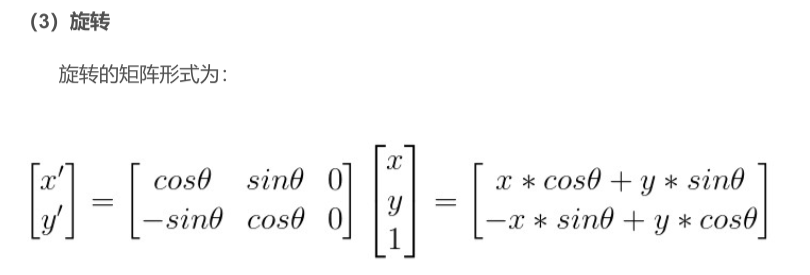 （3）旋转
旋转的矩阵形式为：
[x′ y′] = [cosθ sinθ 0; −sinθ cosθ 0] [x y 1] = [x ∗ cosθ + y ∗ sinθ; −x ∗ sinθ + y ∗ cosθ]